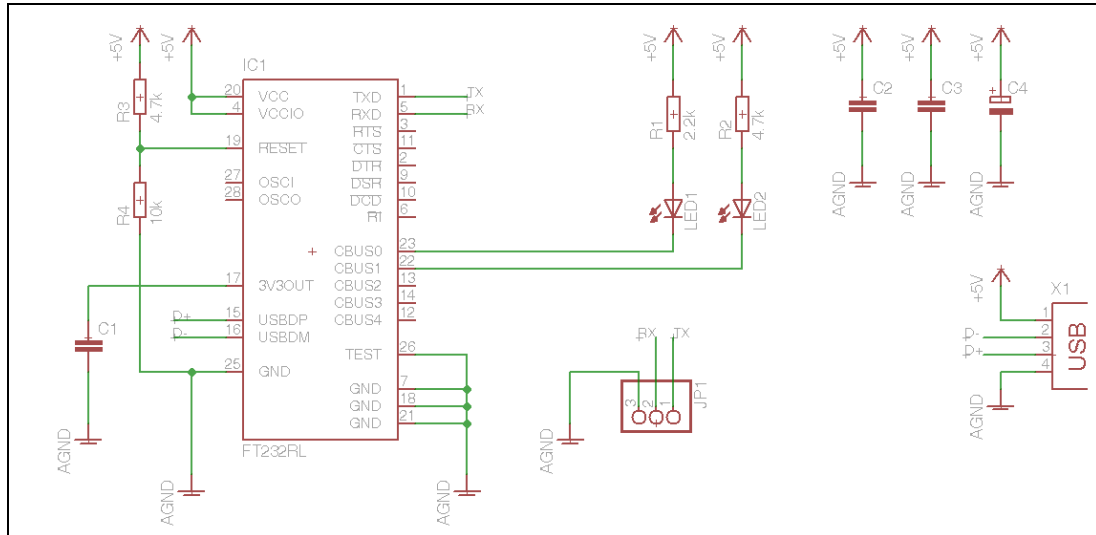 +5V
+5V
+5V
+5V
+5V
+5V
+5V
IC1
R3
4.7k
R4
10k
20 VCC
4 VCCIO
19 RESET
27 OSCI
28 OSCO
17 3V3OUT
15 USBDP
16 USBDM
25 GND
TXD 1
RXD 5
RTS 3
CTS 11
DTR 2
DSR 9
DCD 10
RI 6
CBUS0 23
CBUS1 22
CBUS2 13
CBUS3 14
CBUS4 12
TEST 26
GND 7
GND 18
GND 21
FT232RL
TX
RX
D+
D-
C1
AGND
AGND
AGND
R1
2.2k
R2
4.7k
LED1
LED2
C2
C3
C4
AGND
AGND
AGND
RX
TX
3 2 1
JP1
AGND
+5V
X1
1
D- 2
D+ 3
4
USB
AGND